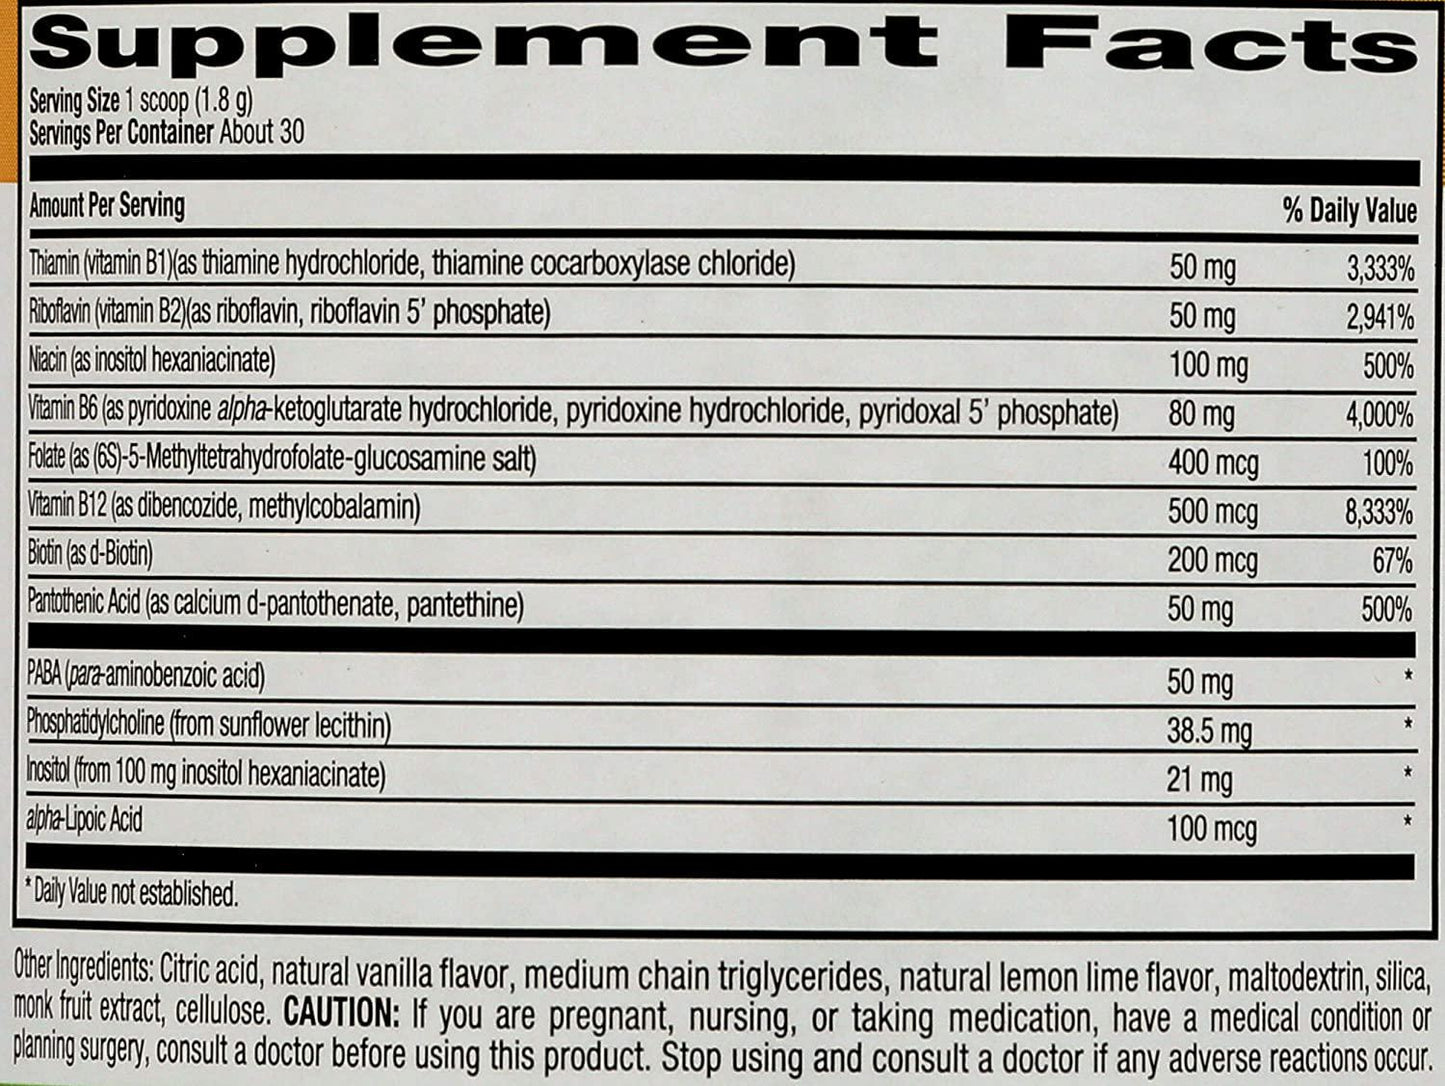 Supplement Facts
Serving Size 1 scoop (1.8 g)
Servings Per Container About 30
Amount Per Serving % Daily Value
Thiamin (vitamin B1)(as thiamine hydrochloride, thiamine cocarboxylase chloride) 50 mg 3,333%
Riboflavin (vitamin B2)(as riboflavin, riboflavin 5' phosphate) 50 mg 2,941%
Niacin (as inositol hexaniacinate) 100 mg 500%
Vitamin B6 (as pyridoxine alpha-ketoglutarate hydrochloride, pyridoxine hydrochloride, pyridoxal 5' phosphate) 80 mg 4,000%
Folate (as (6S)-5-Methyltetrahydrofolate-glucosamine salt) 400 mcg 100%
Vitamin B12 (as dibencozide, methylcobalamin) 500 mcg 8,333%
Biotin (as d-Biotin) 200 mcg 67%
Pantothenic Acid (as calcium d-pantothenate, pantethine) 50 mg 500%
PABA (para-aminobenzoic acid) 50 mg *
Phosphatidylcholine (from sunflower lecithin) 38.5 mg *
Inositol (from 100 mg inositol hexaniacinate) 21 mg *
alpha-Lipoic Acid 100 mcg *
* Daily Value not established.
Other Ingredients: Citric acid, natural vanilla flavor, medium chain triglycerides, natural lemon lime flavor, maltodextrin, silica,
monk fruit extract, cellulose. CAUTION: If you are pregnant, nursing, or taking medication, have a medical condition or
planning surgery, consult a doctor before using this product. Stop using and consult a doctor if any adverse reactions occur.